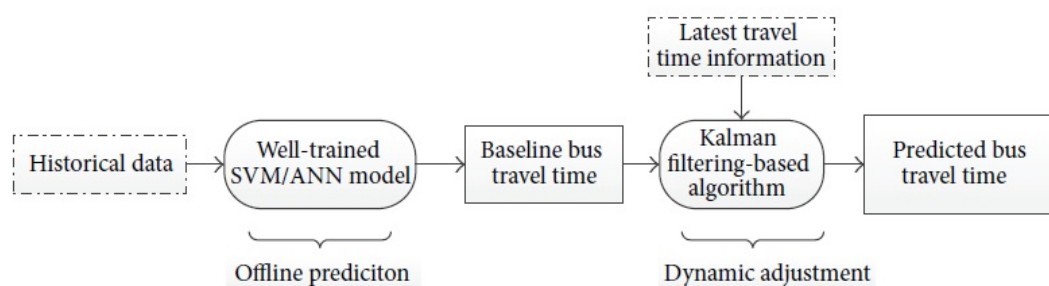 Latest travel
time information
Historical data
Well-trained
SVM/ANN model
Baseline bus
travel time
Kalman
filtering-based
algorithm
Predicted bus
travel time
Offline prediciton
Dynamic adjustment